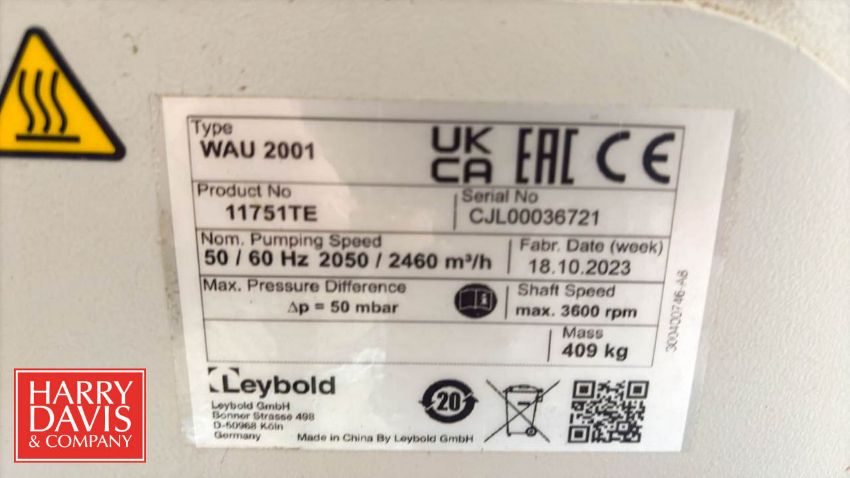 Type
WAU 2001
UK
CA EAC CE
Product No
11751TE
Serial No
CJL00036721
Nom. Pumping Speed
50 / 60 Hz 2050 / 2460 m³/h
Fabr. Date (week)
18.10.2023
Max. Pressure Difference
Δp = 50 mbar
Shaft Speed
max. 3600 rpm
Mass
409 kg
300400746-A8
Leybold
Leybold GmbH
Bonner Strasse 498
D-50968 Köln
Germany
Made in China By Leybold GmbH
20
HARRY
DAVIS
& COMPANY